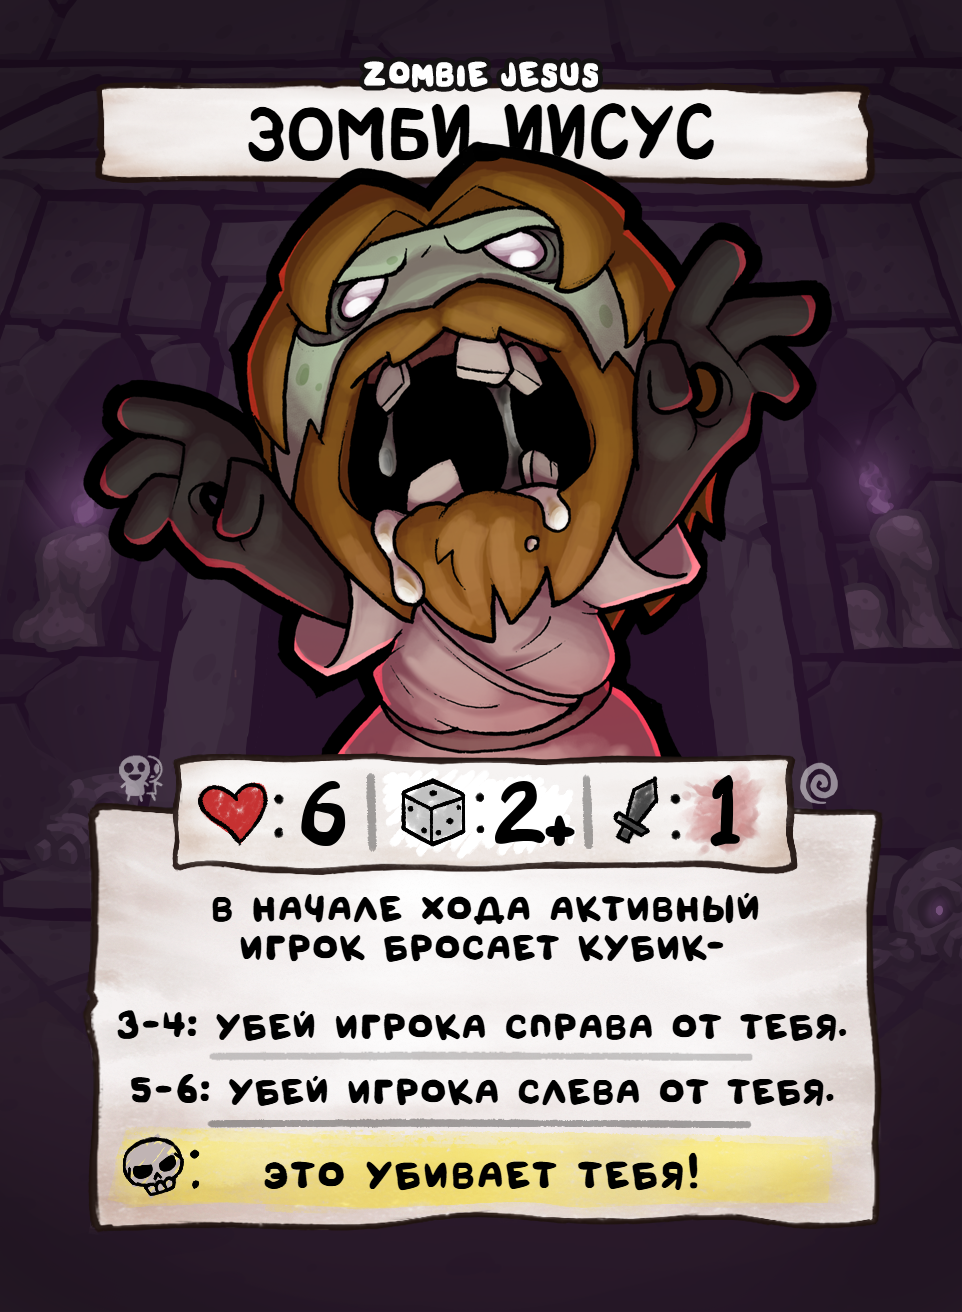 ZOMBIE JESUS
ЗОМБИ ИИСУС
: 6 : 2+ : 1
В НАЧАЛЕ ХОДА АКТИВНЫЙ
ИГРОК БРОСАЕТ КУБИК-
3-4: УБЕЙ ИГРОКА СПРАВА ОТ ТЕБЯ.
5-6: УБЕЙ ИГРОКА СЛЕВА ОТ ТЕБЯ.
: ЭТО УБИВАЕТ ТЕБЯ!